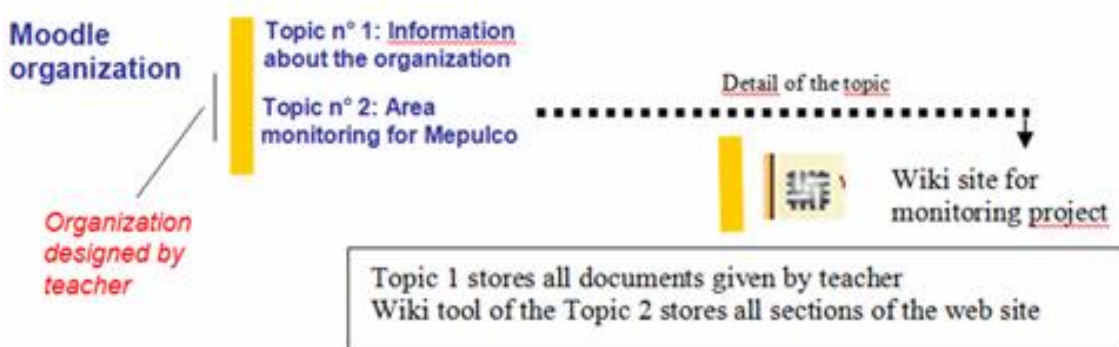 Moodle
organization
Topic n° 1: Information
about the organization
Topic n° 2: Area
monitoring for Mepulco
Organization
designed by
teacher
Detail of the topic
Wiki site for
monitoring project
Topic 1 stores all documents given by teacher
Wiki tool of the Topic 2 stores all sections of the web site